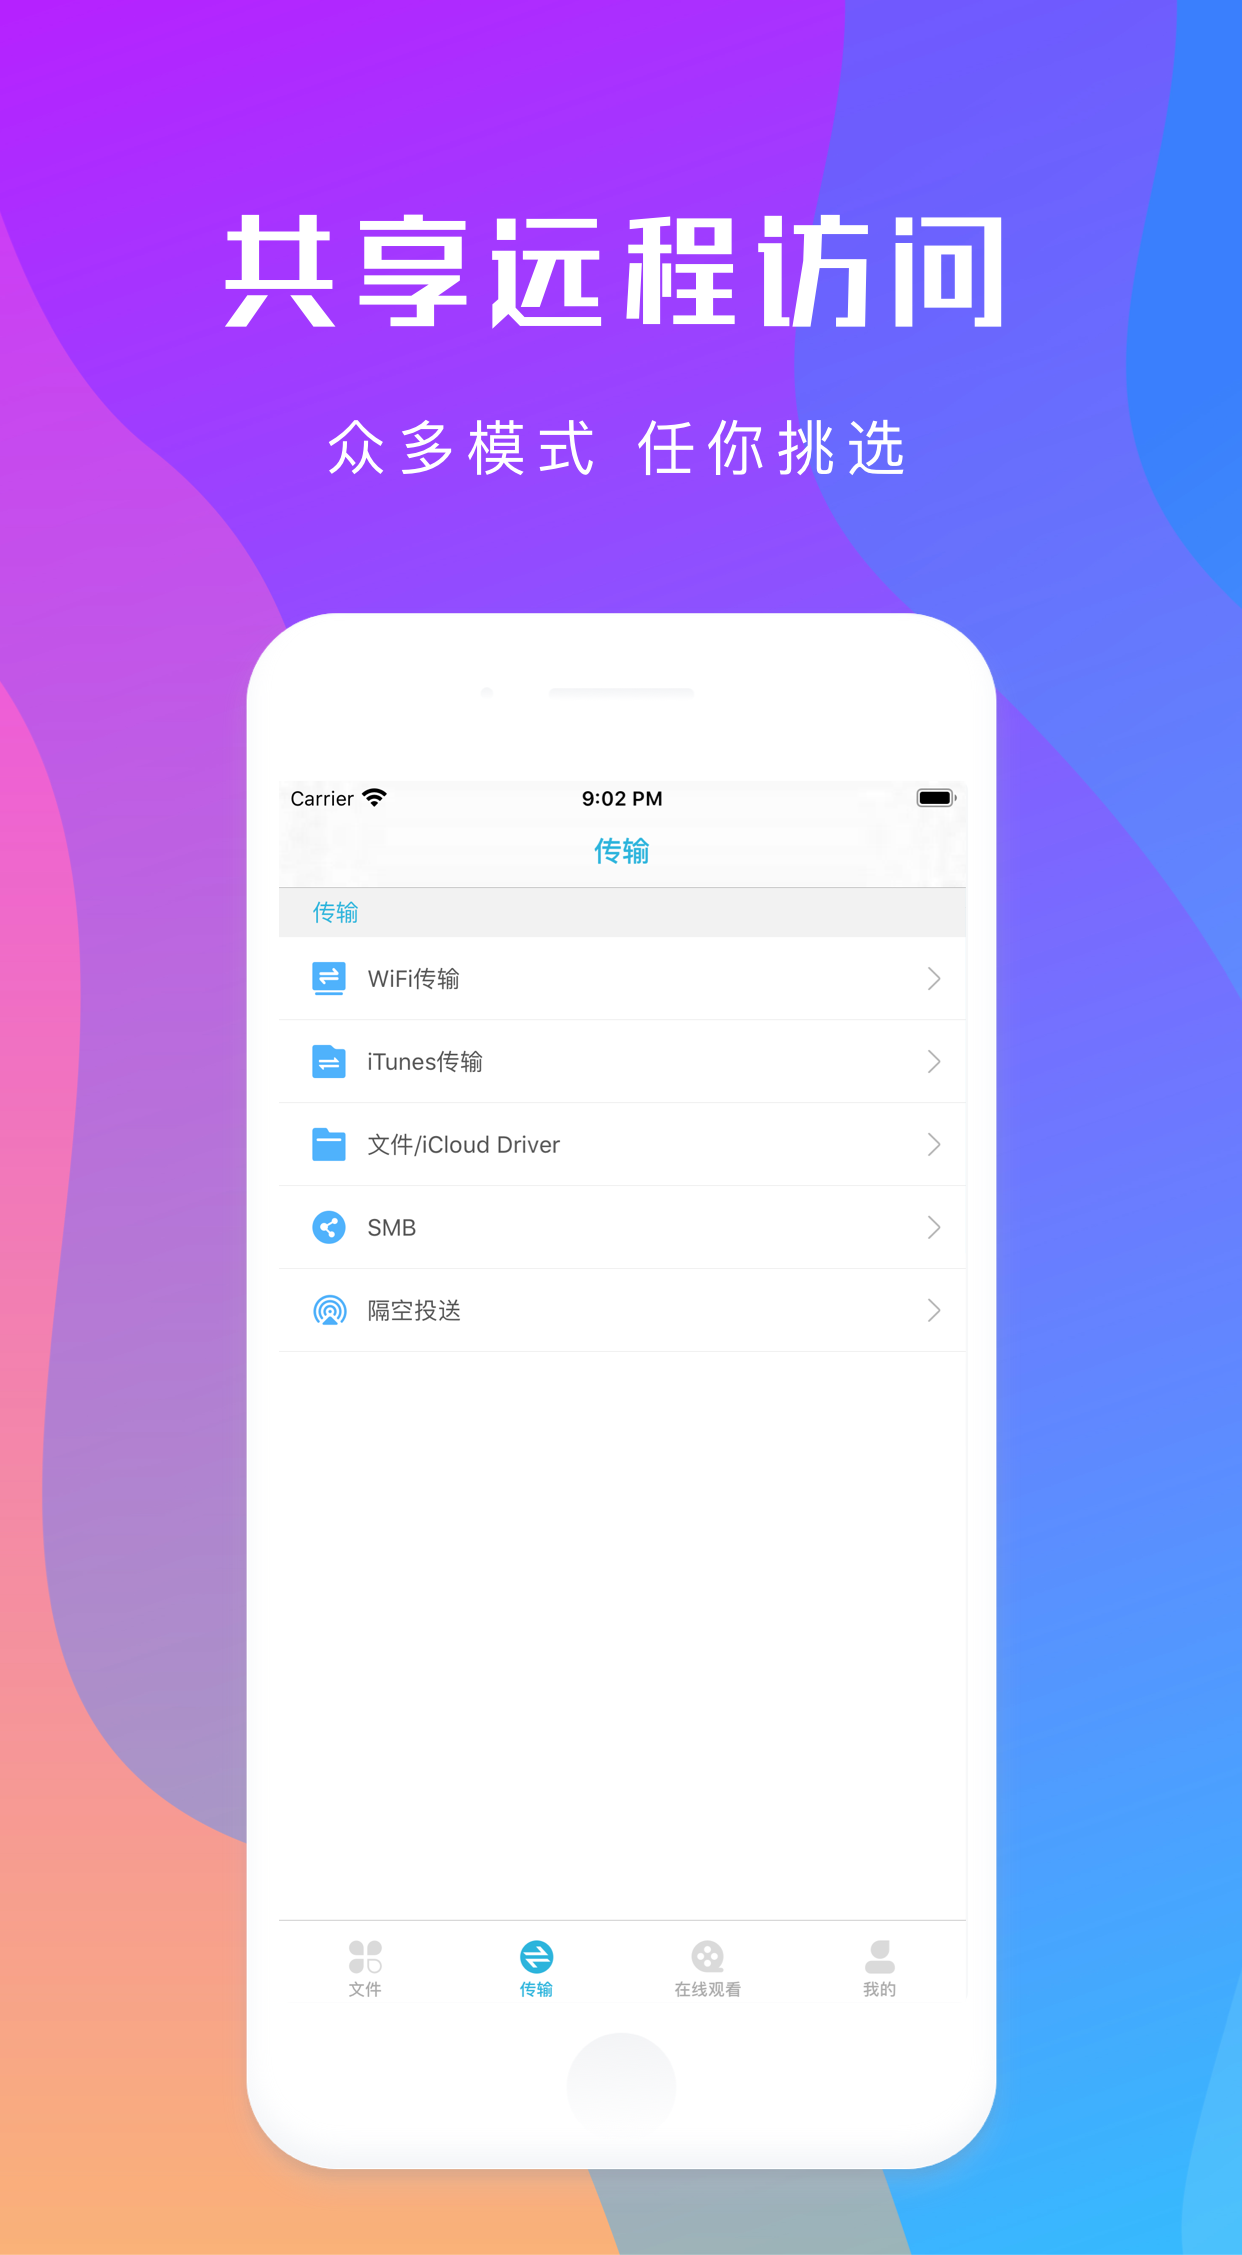 共享远程访问
众多模式 任你挑选
Carrier 9:02 PM
传输
传输
WiFi传输
iTunes传输
文件/iCloud Driver
SMB
隔空投送
文件 传输 在线观看 我的